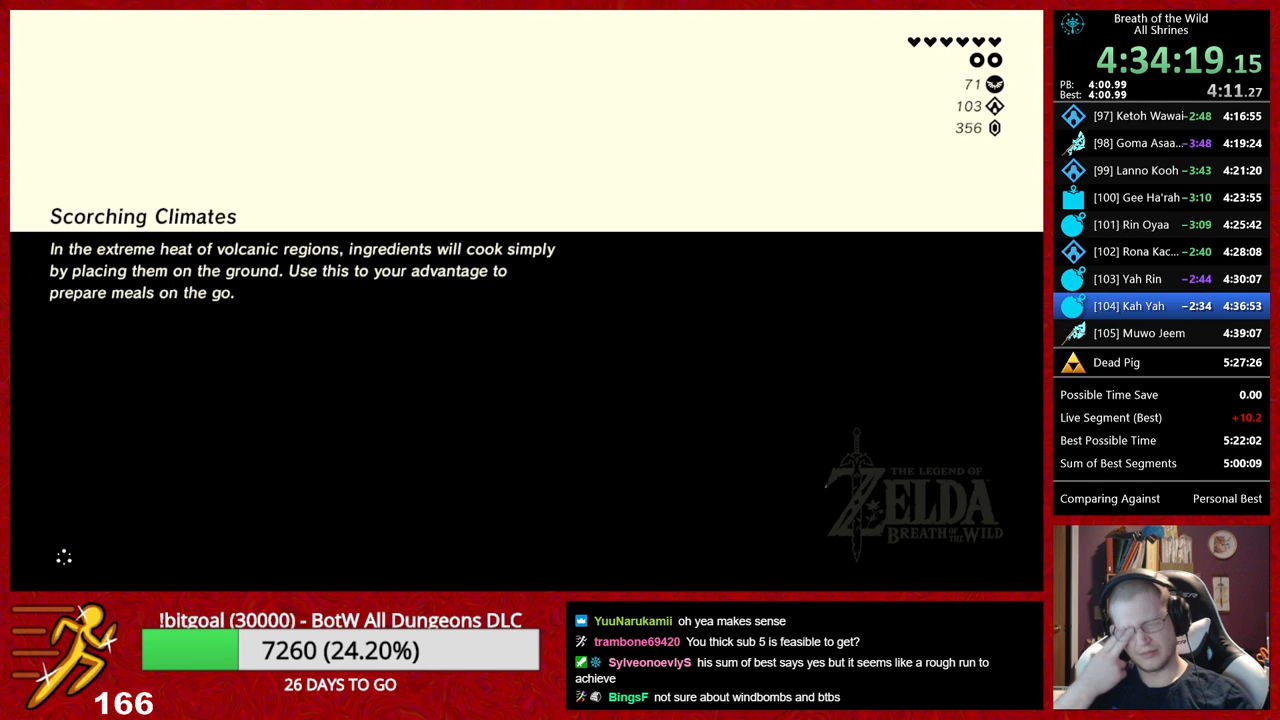 71
103
356
Scorching Climates
In the extreme heat of volcanic regions, ingredients will cook simply
by placing them on the ground. Use this to your advantage to
prepare meals on the go.
THE LEGEND OF
ZELDA
BREATH OF THE WILD
Breath of the Wild
All Shrines
4:34:19.15
PB: 4:00.99
Best: 4:00.99
4:11.27
[97] Ketoh Wawai -2:48 4:16:55
[98] Goma Asaa... -3:48 4:19:24
[99] Lanno Kooh -3:43 4:21:20
[100] Gee Ha'rah -3:10 4:23:55
[101] Rin Oyaa -3:09 4:25:42
[102] Rona Kac... -2:40 4:28:08
[103] Yah Rin -2:44 4:30:07
[104] Kah Yah -2:34 4:36:53
[105] Muwo Jeem 4:39:07
Dead Pig 5:27:26
Possible Time Save 0.00
Live Segment (Best) +10.2
Best Possible Time 5:22:02
Sum of Best Segments 5:00:09
Comparing Against Personal Best
166
!bitgoal (30000) - BotW All Dungeons DLC
7260 (24.20%)
26 DAYS TO GO
YuuNarukamii oh yea makes sense
trambone69420 You thick sub 5 is feasible to get?
SylveonoevlyS his sum of best says yes but it seems like a rough run to
achieve
BingsF not sure about windbombs and btbs